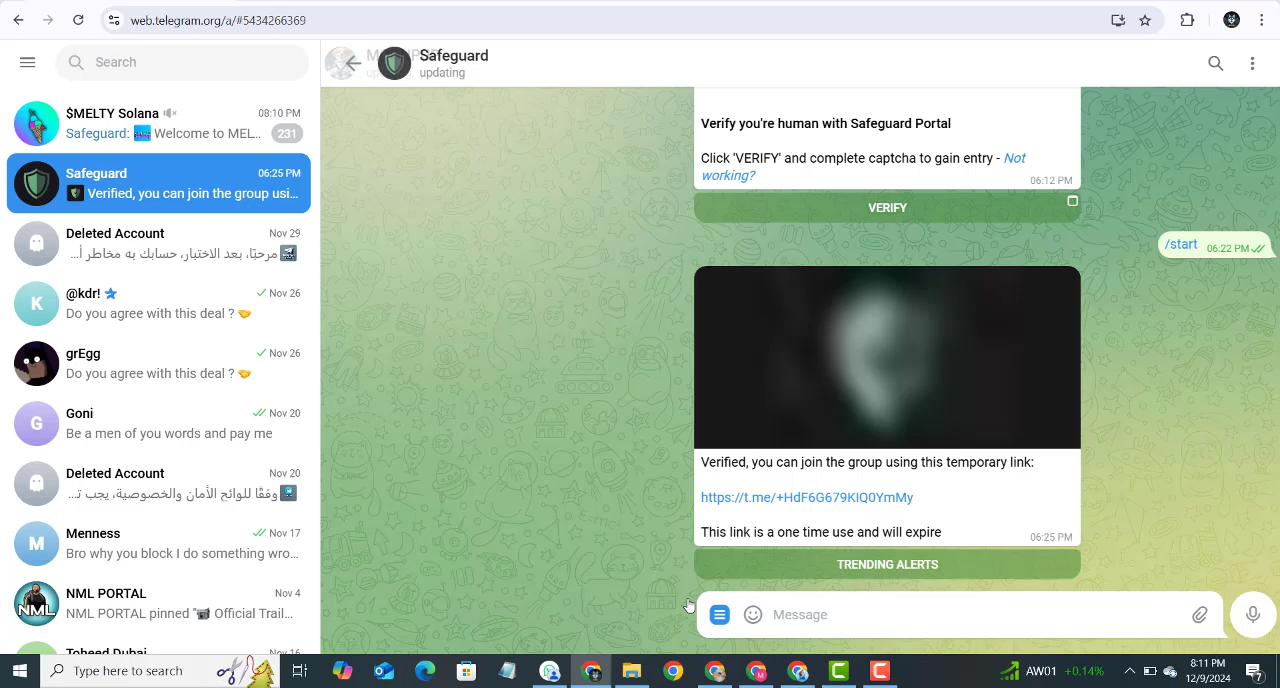 web.telegram.org/a/#5434266369
Search
$MELTY Solana
08:10 PM
Safeguard: Welcome to MEL...
231
Safeguard
06:25 PM
Verified, you can join the group usi...
Deleted Account
Nov 29
مرحبًا، بعد الاختبار، حسابك به مخاطر أ...
K
@kdr!
Nov 26
Do you agree with this deal ? 🤝
grEgg
Nov 26
Do you agree with this deal ? 🤝
G
Goni
Nov 20
Be a men of you words and pay me
Deleted Account
Nov 20
وفقًا للوائح الأمان والخصوصية، يجب ت...
M
Menness
Nov 17
Bro why you block I do something wro...
NML
NML PORTAL
Nov 4
NML PORTAL pinned "📹 Official Trail...
Toheed Dubai
Nov 16
Safeguard
updating
Verify you're human with Safeguard Portal
Click 'VERIFY' and complete captcha to gain entry - Not
working?
06:12 PM
VERIFY
/start
06:22 PM
Verified, you can join the group using this temporary link:
https://t.me/+HdF6G679KIQ0YmMy
This link is a one time use and will expire
06:25 PM
TRENDING ALERTS
Message
Type here to search
AW01 +0.14%
8:11 PM
12/9/2024
7